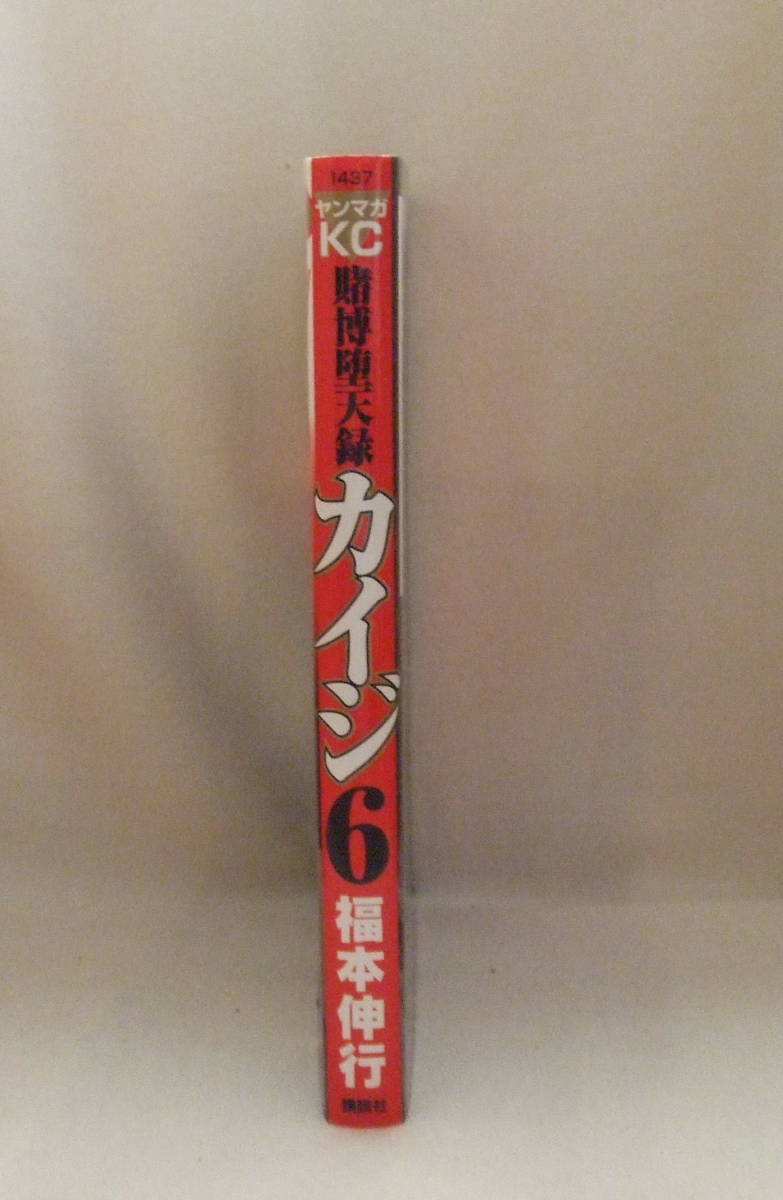 1437
ヤンマガ
KC
賭博堕天録
カイジ
6
福本伸行
講談社